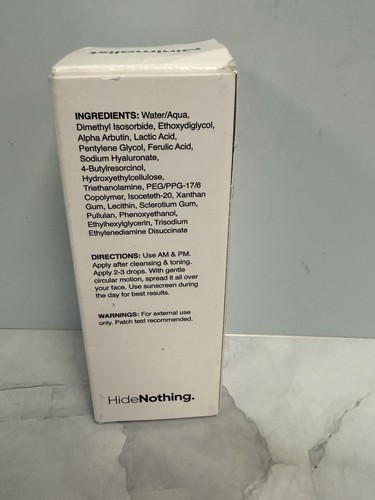 Minimalist
INGREDIENTS: Water/Aqua,
Dimethyl Isosorbide, Ethoxydiglycol,
Alpha Arbutin, Lactic Acid,
Pentylene Glycol, Ferulic Acid,
Sodium Hyaluronate,
4-Butylresorcinol,
Hydroxyethylcellulose,
Triethanolamine, PEG/PPG-17/6
Copolymer, Isoceteth-20, Xanthan
Gum, Lecithin, Sclerotium Gum,
Pullulan, Phenoxyethanol,
Ethylhexylglycerin, Trisodium
Ethylenediamine Disuccinate
DIRECTIONS: Use AM & PM.
Apply after cleansing & toning.
Apply 2-3 drops. With gentle
circular motion, spread it all over
your face. Use sunscreen during
the day for best results.
WARNINGS: For external use
only. Patch test recommended.
HideNothing.